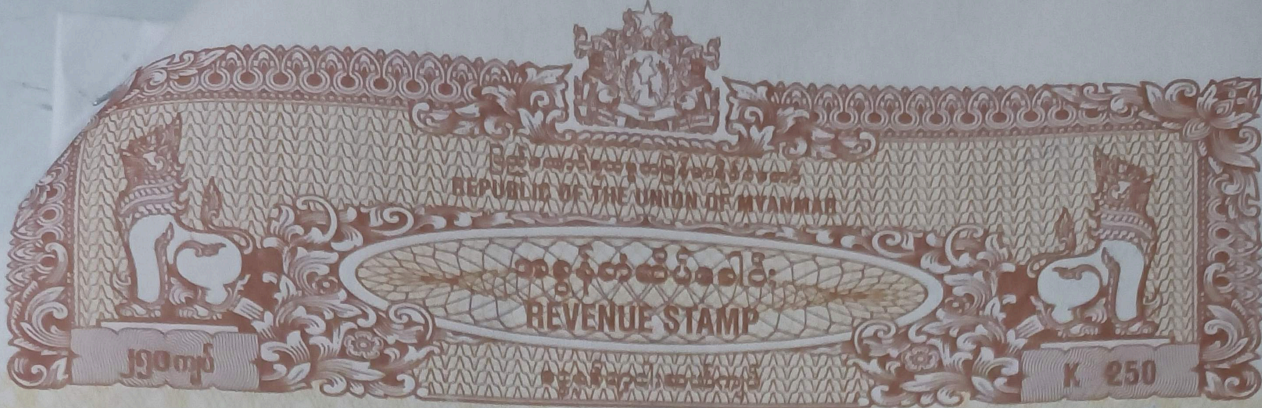 ပြည်ထောင်စုသမ္မတမြန်မာနိုင်ငံတော်
REPUBLIC OF THE UNION OF MYANMAR
အခွန်တံဆိပ်ခေါင်း
REVENUE STAMP
၂၅၀ကျပ်
K 250